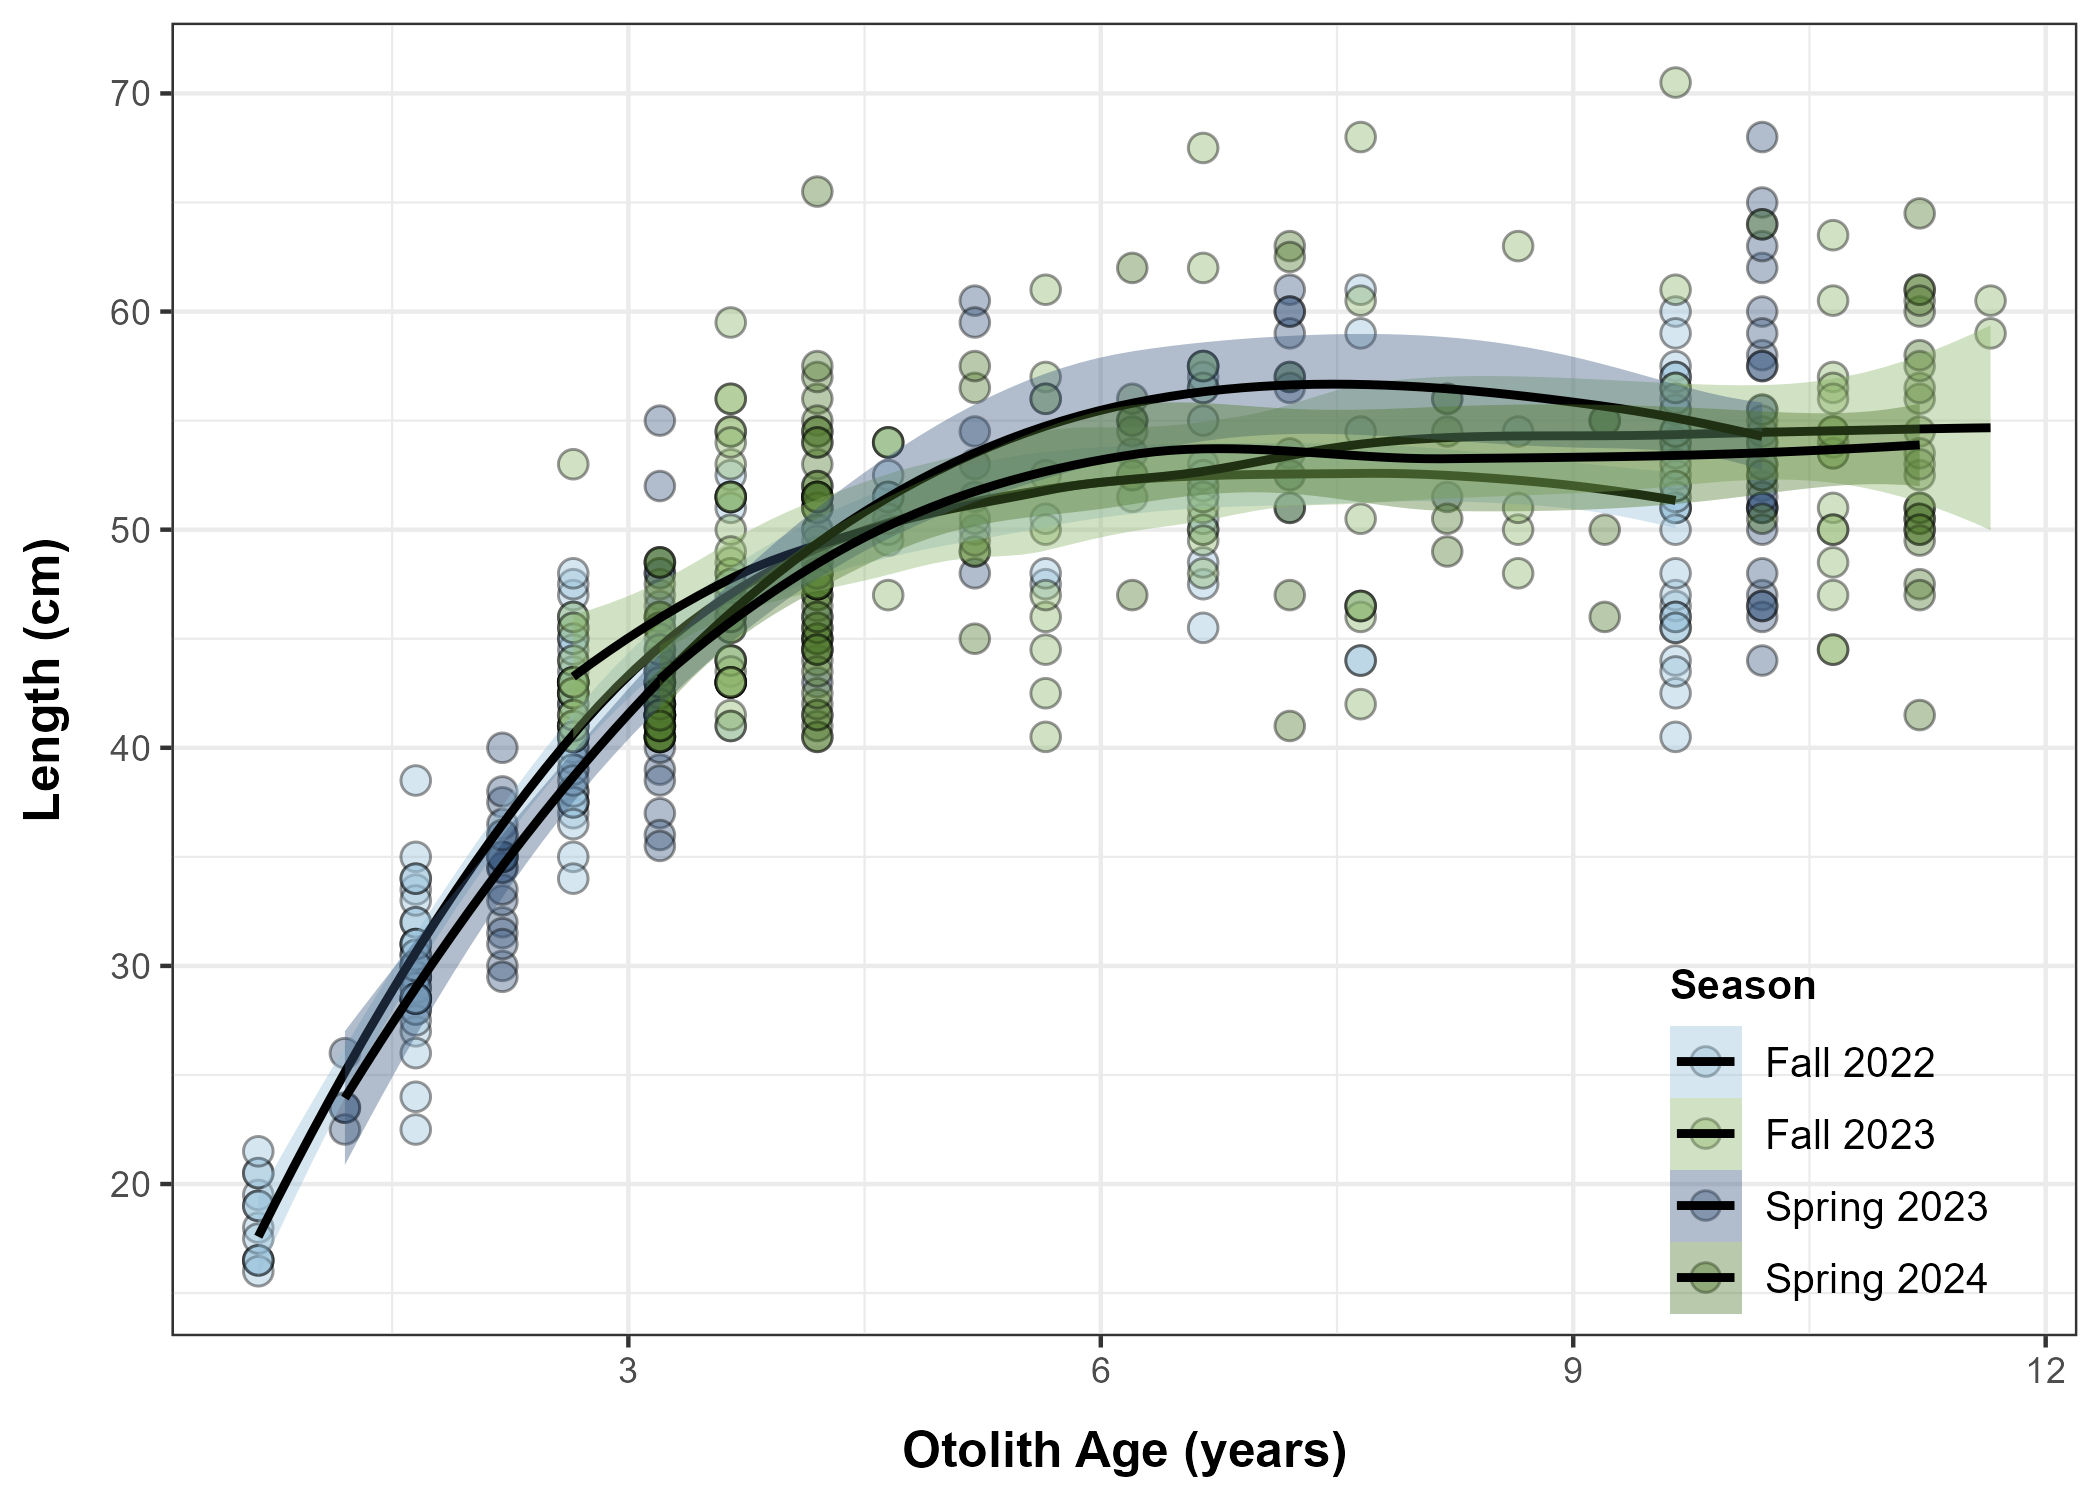 70
60
50
40
30
20
Length (cm)
3
6
9
12
Otolith Age (years)
Season
Fall 2022
Fall 2023
Spring 2023
Spring 2024